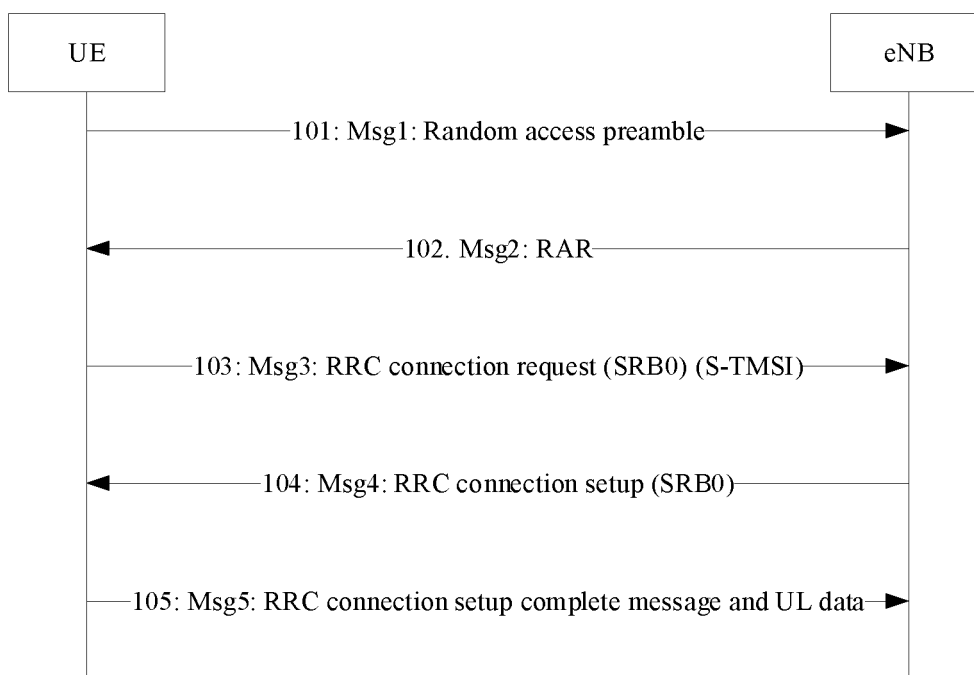 UE
eNB
101: Msg1: Random access preamble
102. Msg2: RAR
103: Msg3: RRC connection request (SRB0) (S-TMSI)
104: Msg4: RRC connection setup (SRB0)
105: Msg5: RRC connection setup complete message and UL data